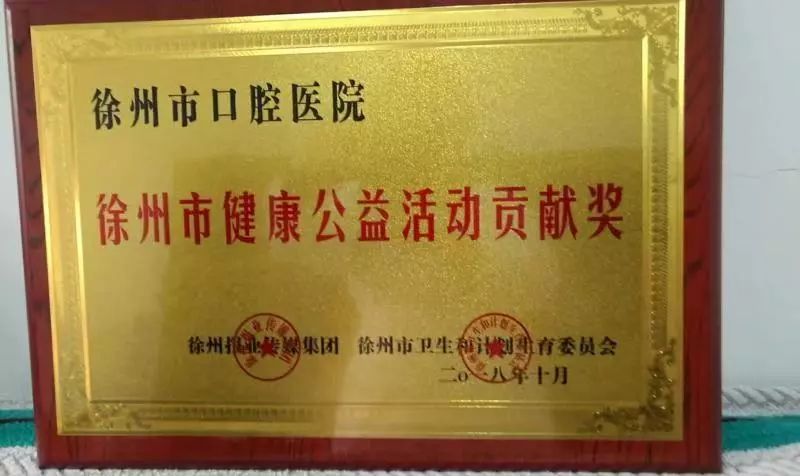 徐州市口腔医院
徐州市健康公益活动贡献奖
徐州报业传媒集团 徐州市卫生和计划生育委员会
二〇一八年十月